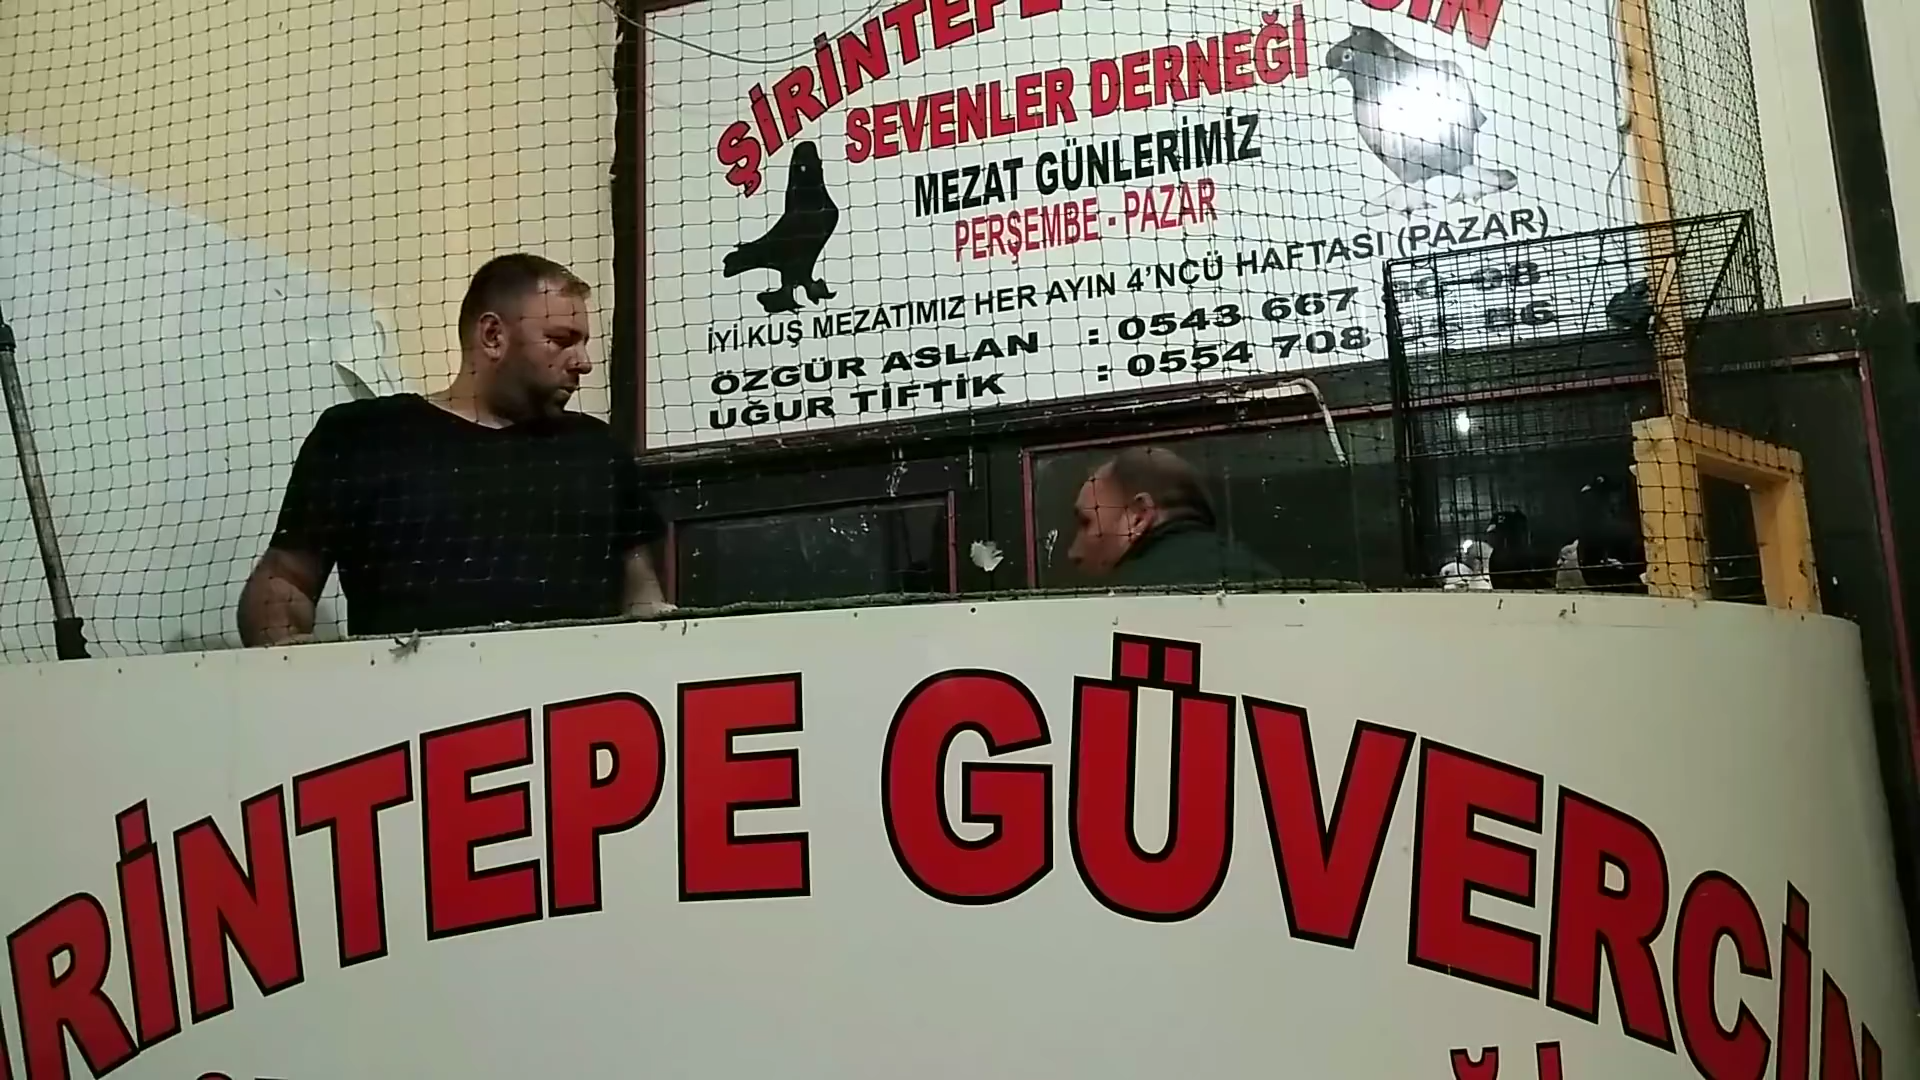 ŞİRİNTEPE
SEVENLER DERNEĞİ
MEZAT GÜNLERİMİZ
PERŞEMBE - PAZAR
İYİ KUŞ MEZATIMIZ HER AYIN 4'NÇÜ HAFTASI (PAZAR)
ÖZGÜR ASLAN : 0543 667
UĞUR TİFTİK : 0554 708
RİNTEPE GÜVERCİN